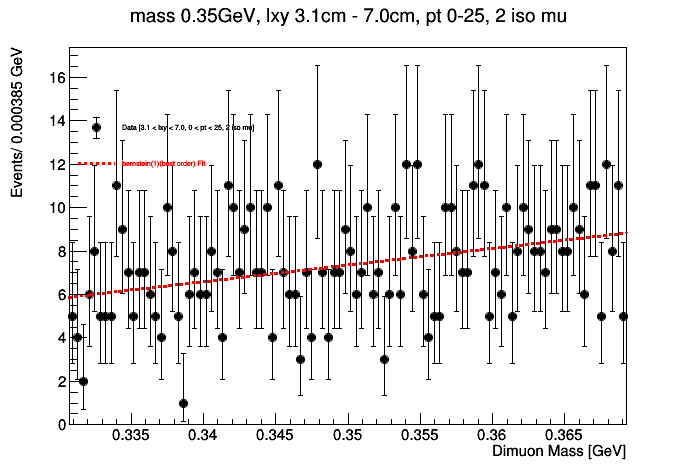 mass 0.35GeV, lxy 3.1cm - 7.0cm, pt 0-25, 2 iso mu
Events/ 0.000385 GeV
16
14
12
10
8
6
4
2
0
Data [3.1 < lxy < 7.0, 0 < pt < 25, 2 iso mu]
bernstein(1)(best order) Fit
0.335 0.34 0.345 0.35 0.355 0.36 0.365
Dimuon Mass [GeV]